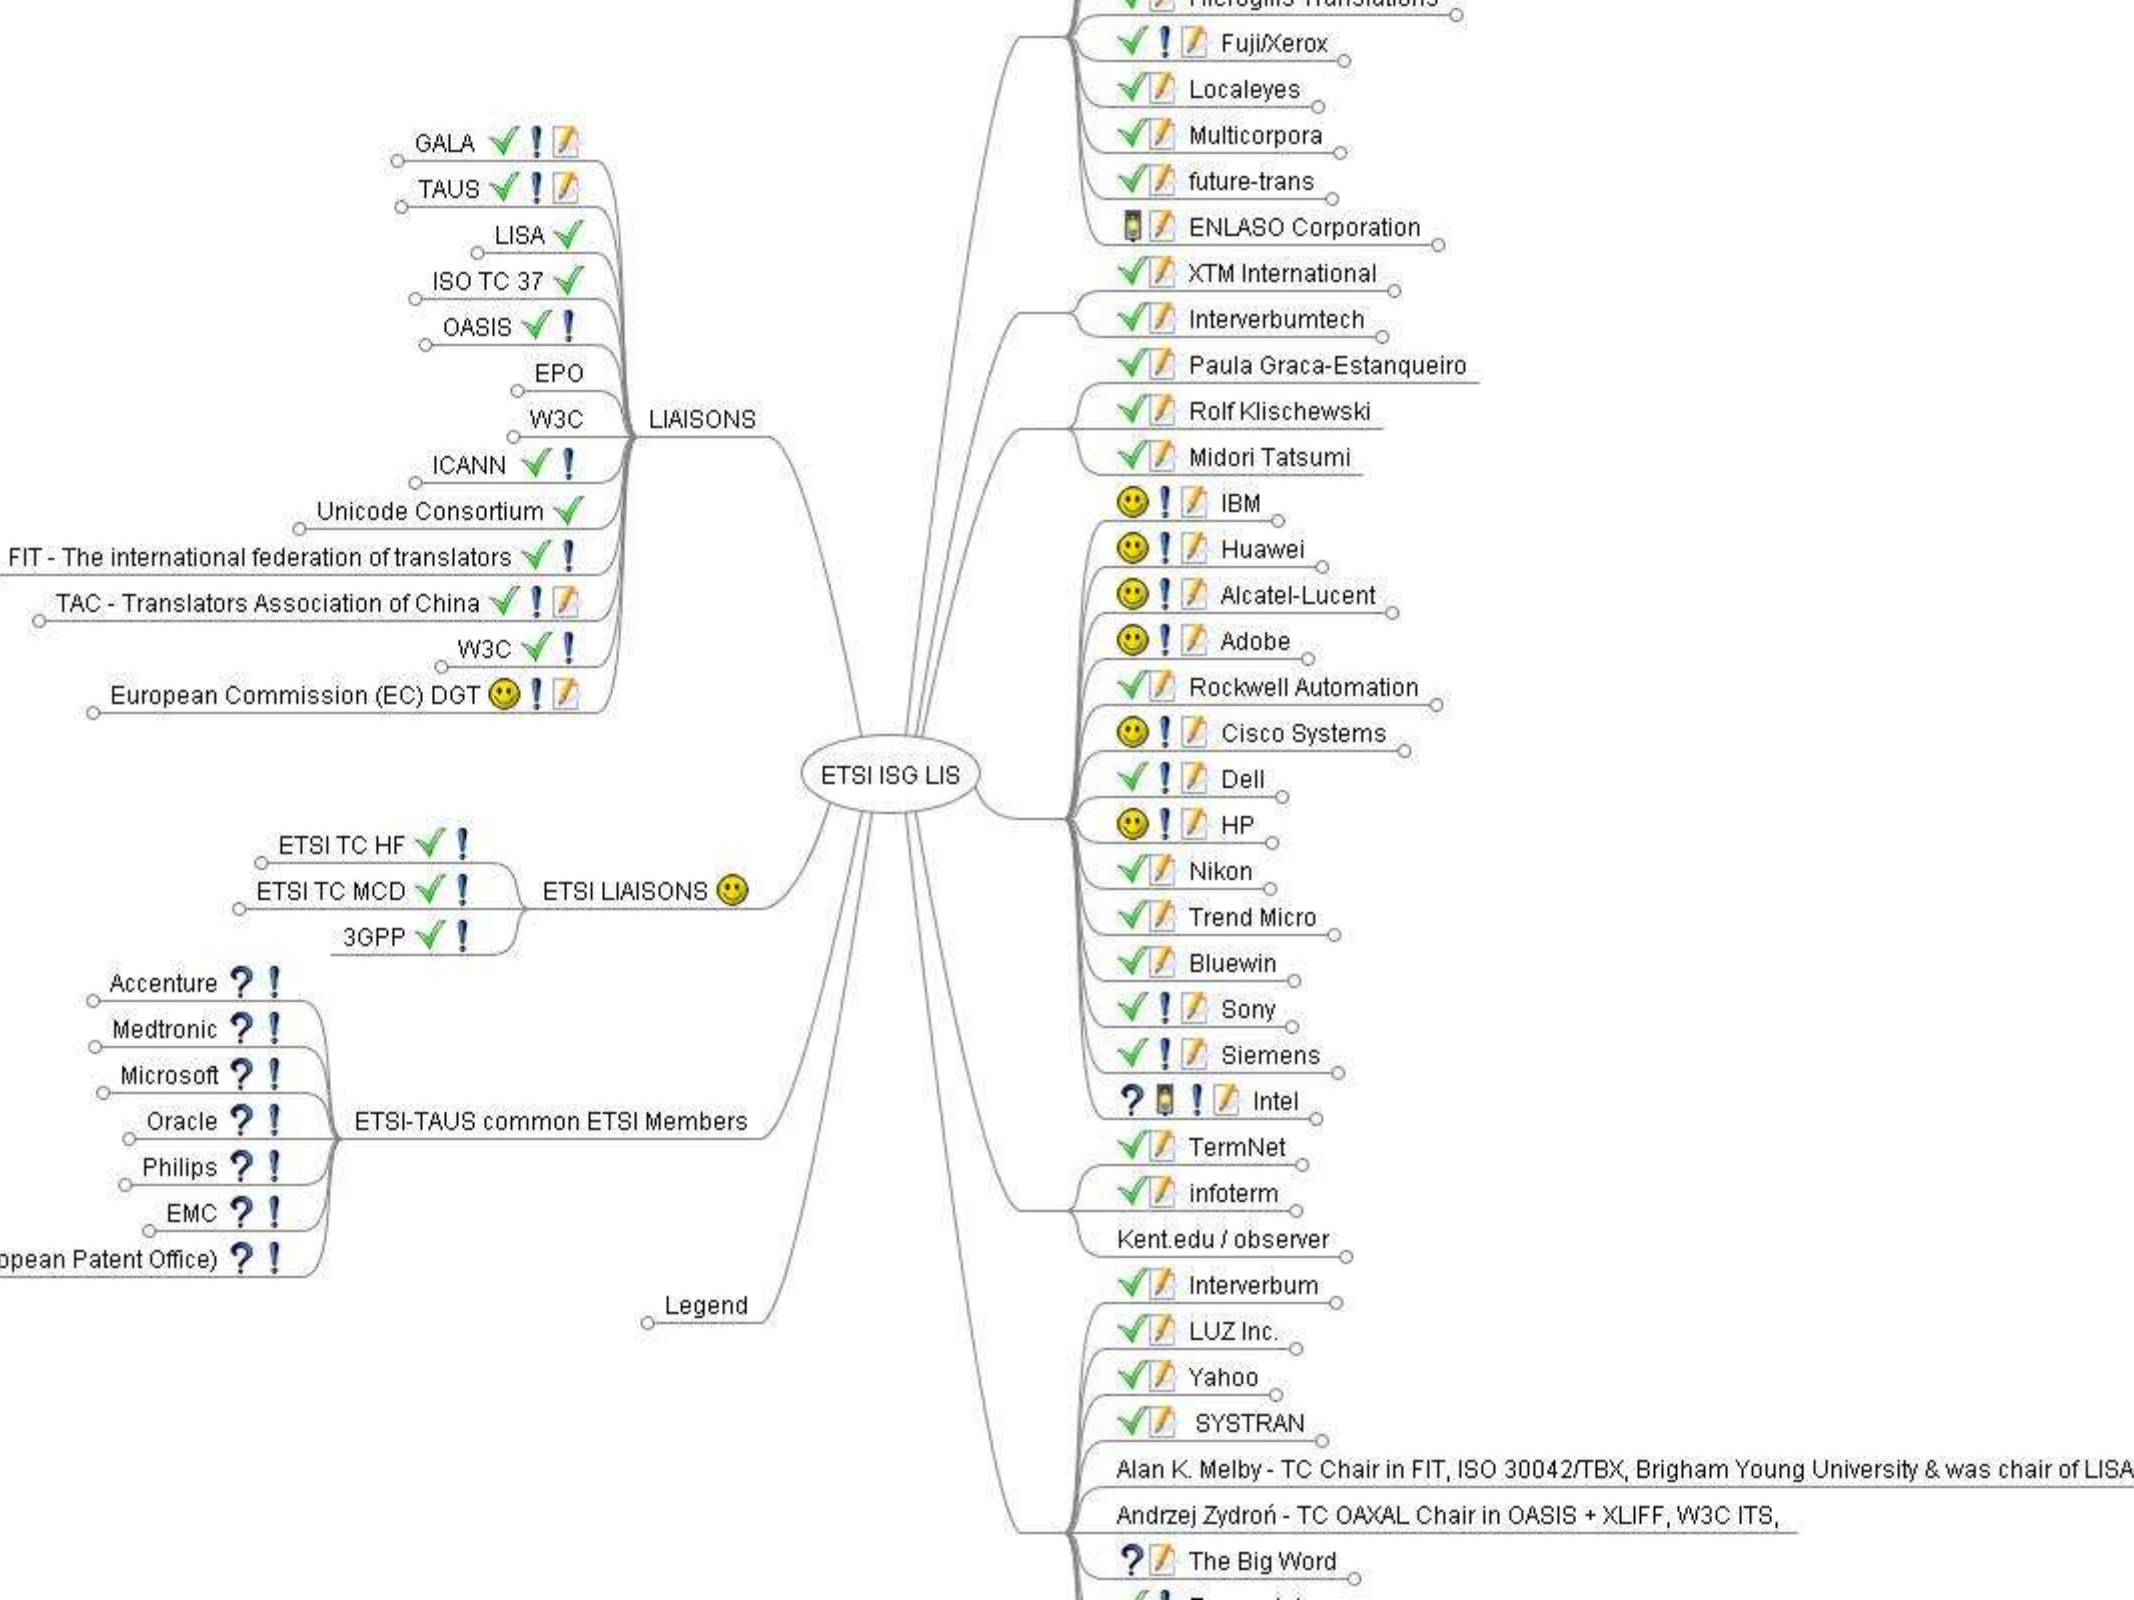 GALA
TAUS
LISA
ISO TC 37
OASIS
EPO
W3C
LIAISONS
ICANN
Unicode Consortium
FIT - The international federation of translators
TAC - Translators Association of China
W3C
European Commission (EC) DGT
ETSI ISG LIS
ETSI TC HF
ETSI TC MCD
ETSI LIAISONS
3GPP
Accenture
Medtronic
Microsoft
Oracle
ETSI-TAUS common ETSI Members
Philips
EMC
Patent Office)
Legend
Translations
Fuji/Xerox
Localeyes
Multicorpora
future-trans
ENLASO Corporation
XTM International
Interverbumtech
Paula Graca-Estanqueiro
Rolf Klischewski
Midori Tatsumi
IBM
Huawei
Alcatel-Lucent
Adobe
Rockwell Automation
Cisco Systems
Dell
HP
Nikon
Trend Micro
Bluewin
Sony
Siemens
Intel
TermNet
infoterm
Kent.edu / observer
Interverbum
LUZ Inc.
Yahoo
SYSTRAN
Alan K. Melby - TC Chair in FIT, ISO 30042/TBX, Brigham Young University & was chair of LISA
Andrzej Zydroń - TC OAXAL Chair in OASIS + XLIFF, W3C ITS,
The Big Word